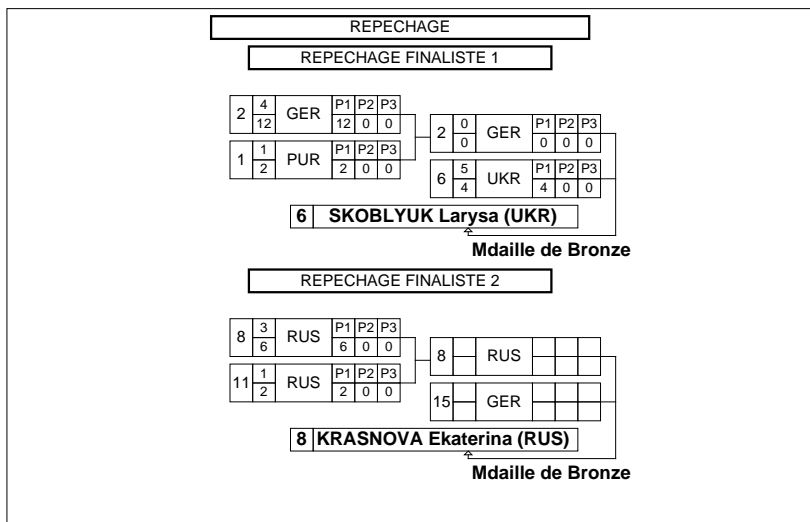 REPECHAGE
REPECHAGE FINALISTE 1
2 4 12 GER P1 P2 P3 12 0 0
1 1 2 PUR P1 P2 P3 2 0 0
2 0 0 GER P1 P2 P3 0 0 0
6 5 4 UKR P1 P2 P3 4 0 0
6 SKOBLYUK Larysa (UKR)
Mdaille de Bronze
REPECHAGE FINALISTE 2
8 3 6 RUS P1 P2 P3 6 0 0
11 1 2 RUS P1 P2 P3 2 0 0
8 RUS
15 GER
8 KRASNOVA Ekaterina (RUS)
Mdaille de Bronze